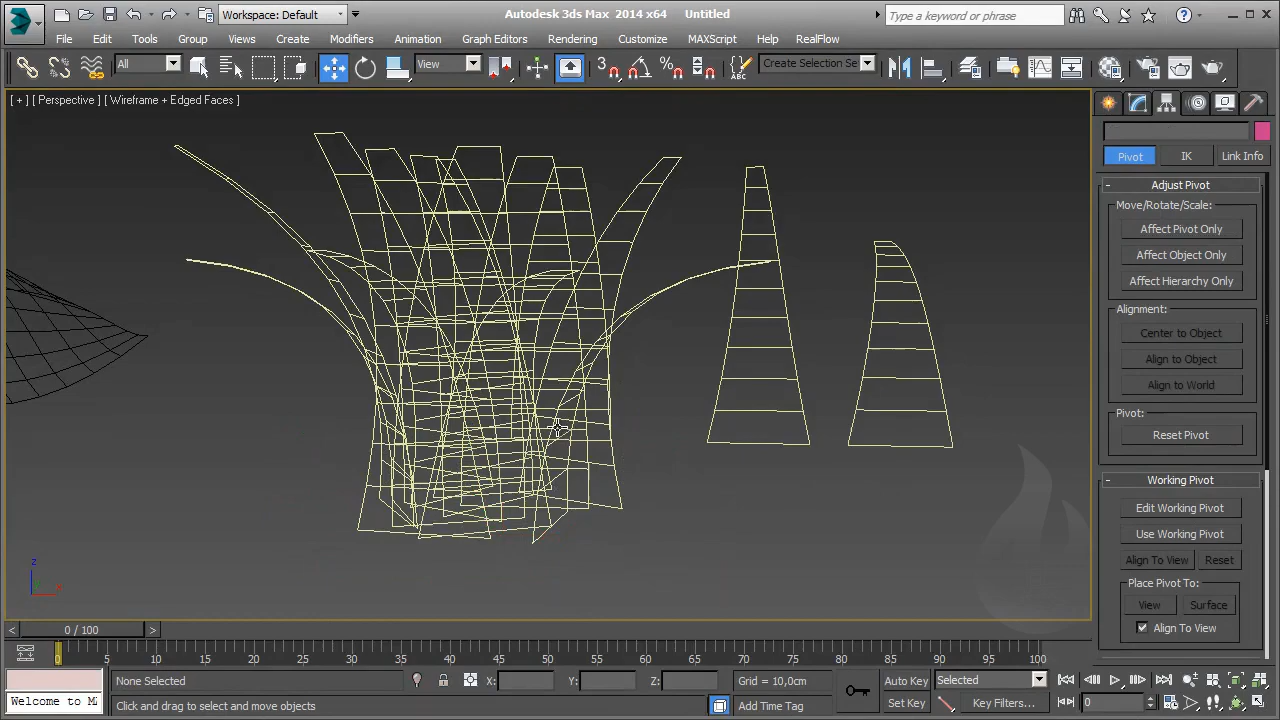 Workspace: Default
Autodesk 3ds Max 2014 x64 Untitled
Type a keyword or phrase
File Edit Tools Group Views Create Modifiers Animation Graph Editors Rendering Customize MAXScript Help RealFlow
All
View
3
%
Create Selection Se
[ + ] [ Perspective ] [ Wireframe + Edged Faces ]
Pivot IK Link Info
- Adjust Pivot
Move/Rotate/Scale:
Affect Pivot Only
Affect Object Only
Affect Hierarchy Only
Alignment:
Center to Object
Align to Object
Align to World
Pivot:
Reset Pivot
- Working Pivot
Edit Working Pivot
Use Working Pivot
Align To View Reset
Place Pivot To:
View Surface
Align To View
z
x
< 0 / 100 >
0 5 10 15 20 25 30 35 40 45 50 55 60 65 70 75 80 85 90 95 100
None Selected X: Y: Z: Grid = 10,0cm Auto Key Selected
Welcome to M Click and drag to select and move objects Add Time Tag Set Key Key Filters... 0